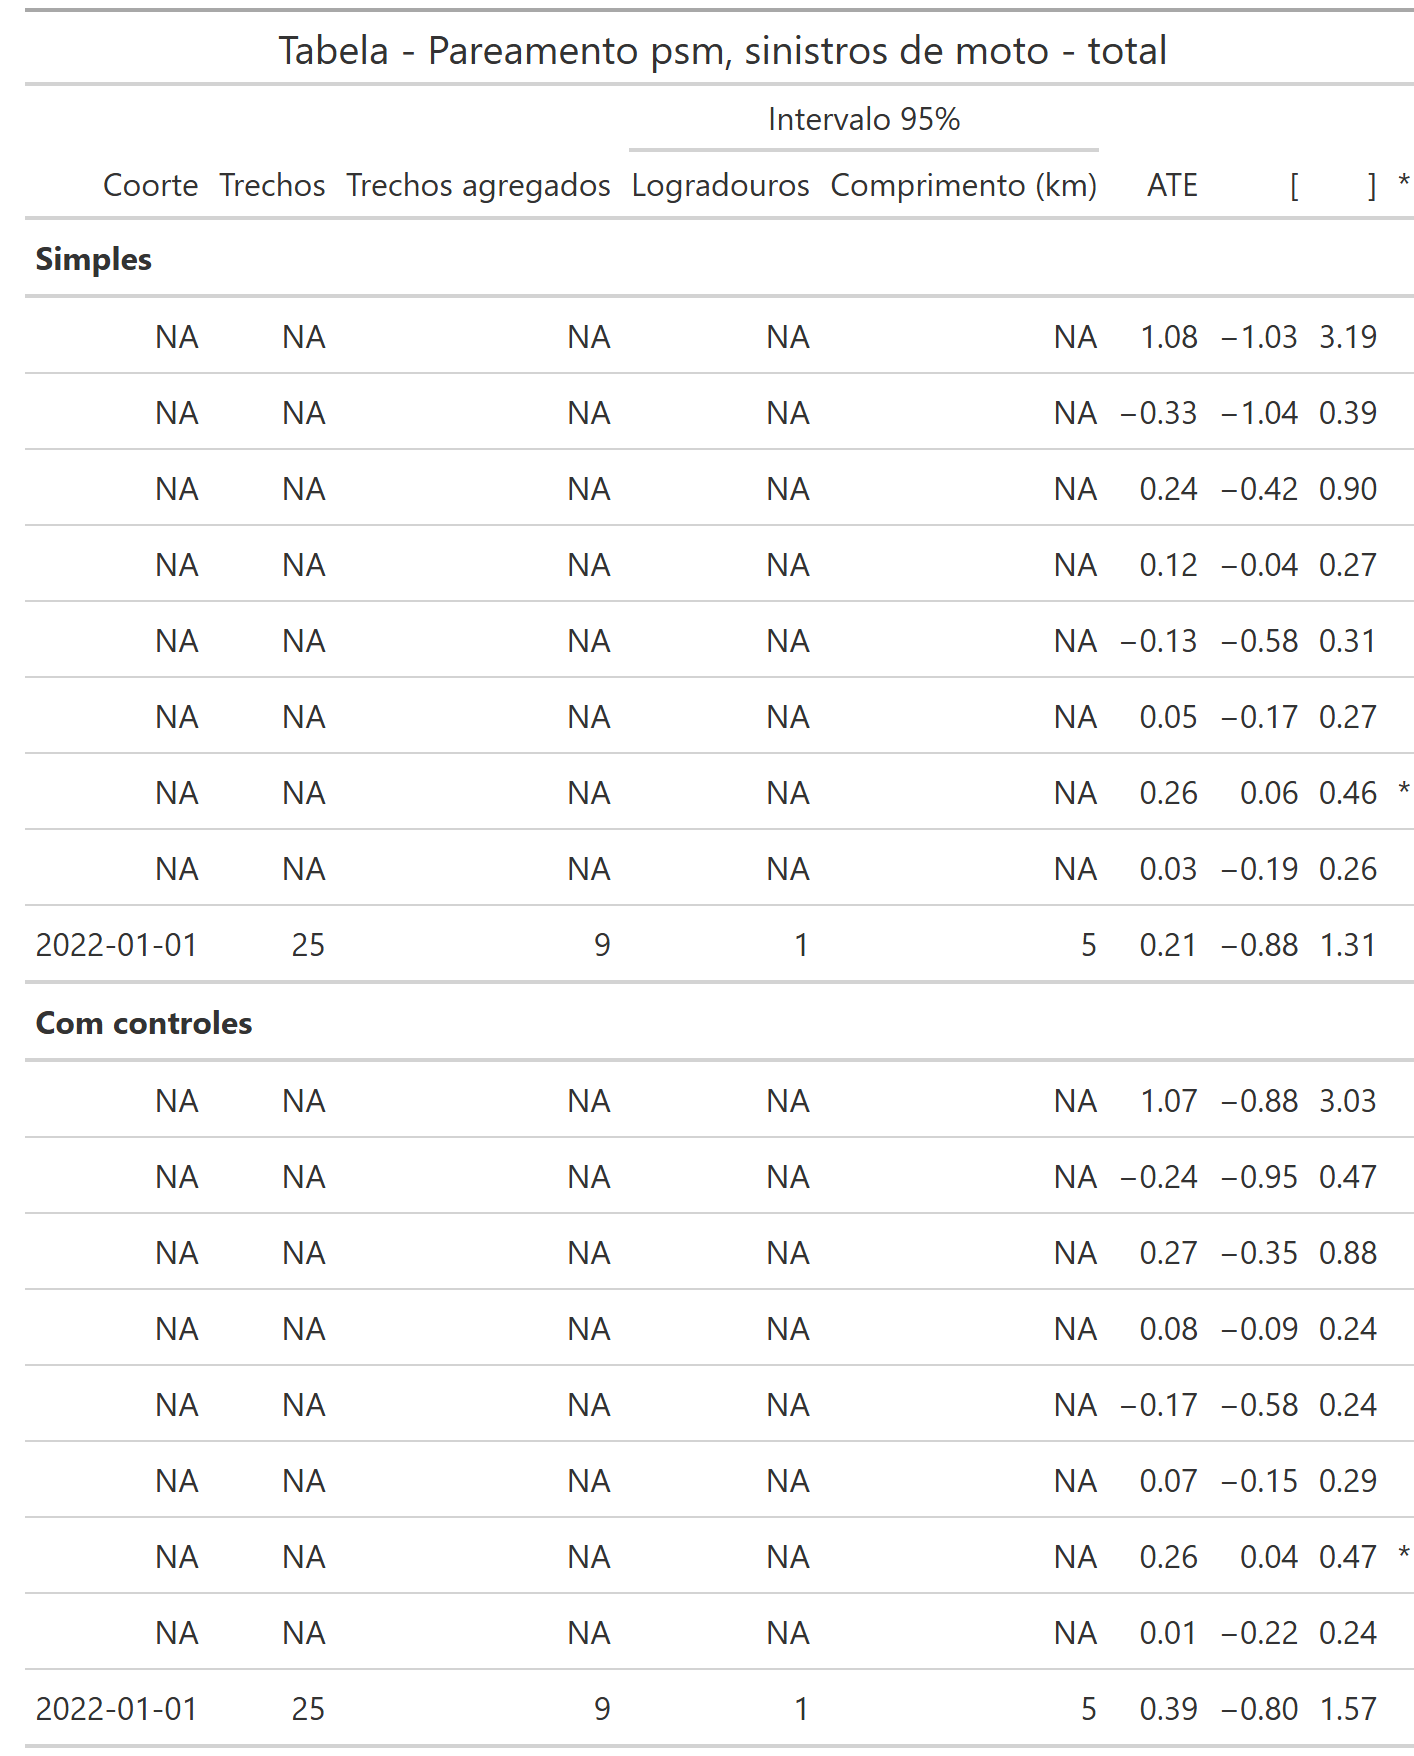 Tabela - Pareamento psm, sinistros de moto - total
Intervalo 95%
Coorte Trechos Trechos agregados Logradouros Comprimento (km) ATE [ ] *
Simples
NA NA NA NA NA 1.08 −1.03 3.19
NA NA NA NA NA −0.33 −1.04 0.39
NA NA NA NA NA 0.24 −0.42 0.90
NA NA NA NA NA 0.12 −0.04 0.27
NA NA NA NA NA −0.13 −0.58 0.31
NA NA NA NA NA 0.05 −0.17 0.27
NA NA NA NA NA 0.26 0.06 0.46 *
NA NA NA NA NA 0.03 −0.19 0.26
2022-01-01 25 9 1 5 0.21 −0.88 1.31
Com controles
NA NA NA NA NA 1.07 −0.88 3.03
NA NA NA NA NA −0.24 −0.95 0.47
NA NA NA NA NA 0.27 −0.35 0.88
NA NA NA NA NA 0.08 −0.09 0.24
NA NA NA NA NA −0.17 −0.58 0.24
NA NA NA NA NA 0.07 −0.15 0.29
NA NA NA NA NA 0.26 0.04 0.47 *
NA NA NA NA NA 0.01 −0.22 0.24
2022-01-01 25 9 1 5 0.39 −0.80 1.57